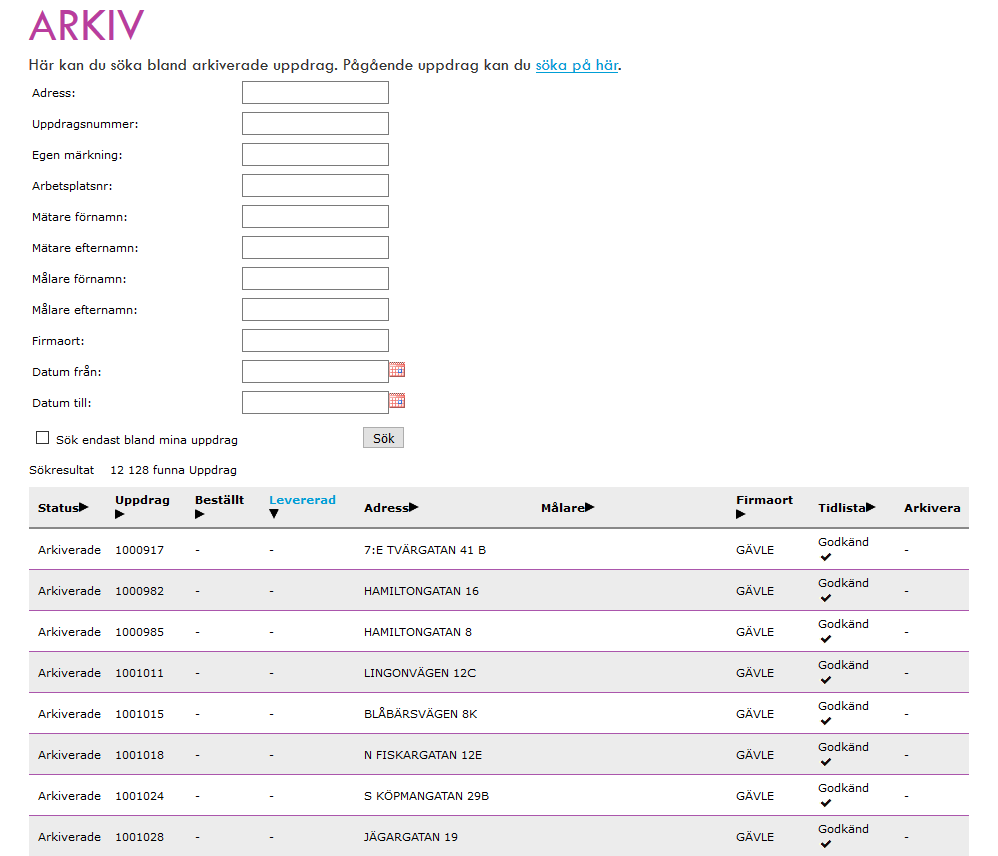 ARKIV
Här kan du söka bland arkiverade uppdrag. Pågående uppdrag kan du söka på här.
Adress:
Uppdragsnummer:
Egen märkning:
Arbetsplatsnr:
Mätare förnamn:
Mätare efternamn:
Målare förnamn:
Målare efternamn:
Firmaort:
Datum från:
Datum till:
Sök endast bland mina uppdrag Sök
Sökresultat 12 128 funna Uppdrag
Status▶ Uppdrag▶ Beställt▶ Levererad▼ Adress▶ Målare▶ Firmaort▶ Tidlista▶ Arkivera
Arkiverade 1000917 - - 7:E TVÄRGATAN 41 B GÄVLE Godkänd ✔ -
Arkiverade 1000982 - - HAMILTONGATAN 16 GÄVLE Godkänd ✔ -
Arkiverade 1000985 - - HAMILTONGATAN 8 GÄVLE Godkänd ✔ -
Arkiverade 1001011 - - LINGONVÄGEN 12C GÄVLE Godkänd ✔ -
Arkiverade 1001015 - - BLÅBÄRSVÄGEN 8K GÄVLE Godkänd ✔ -
Arkiverade 1001018 - - N FISKARGATAN 12E GÄVLE Godkänd ✔ -
Arkiverade 1001024 - - S KÖPMANGATAN 29B GÄVLE Godkänd ✔ -
Arkiverade 1001028 - - JÄGARGATAN 19 GÄVLE Godkänd ✔ -